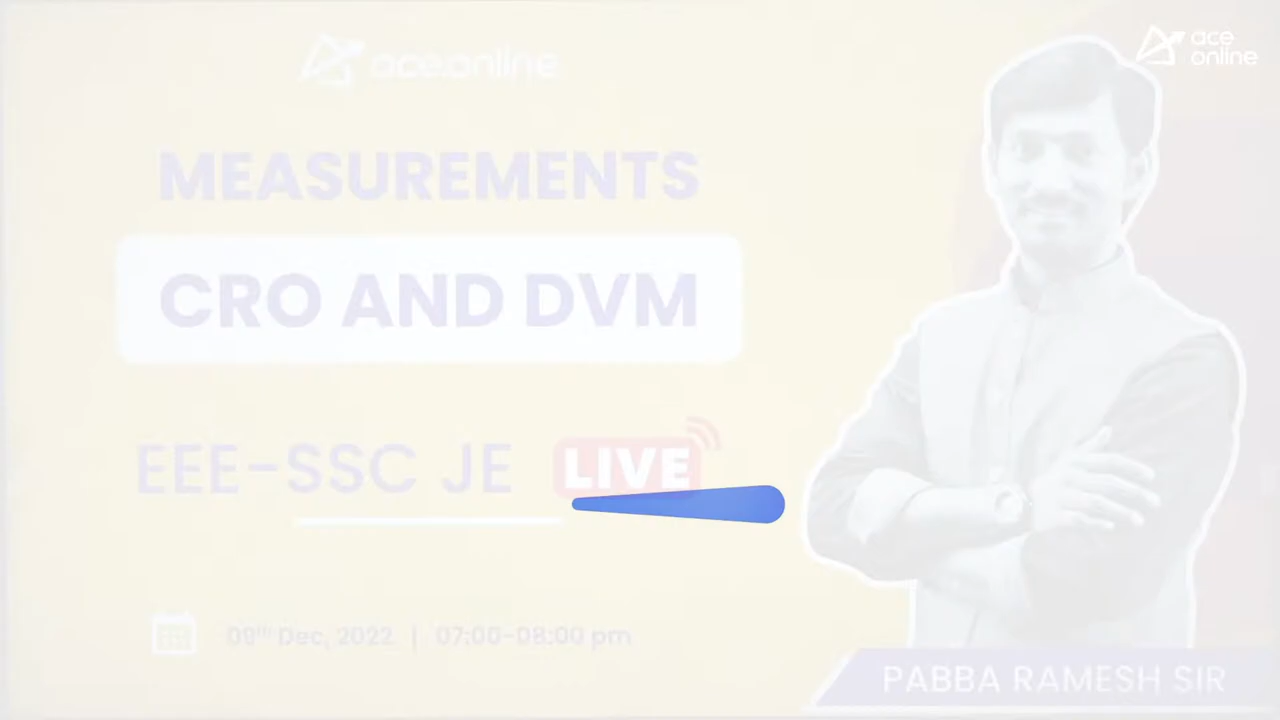 ace
online
aceonline
MEASUREMENTS
CRO AND DVM
EEE-SSC JE LIVE
09th Dec, 2022 | 07:00-08:00 pm
PABBA RAMESH SIR